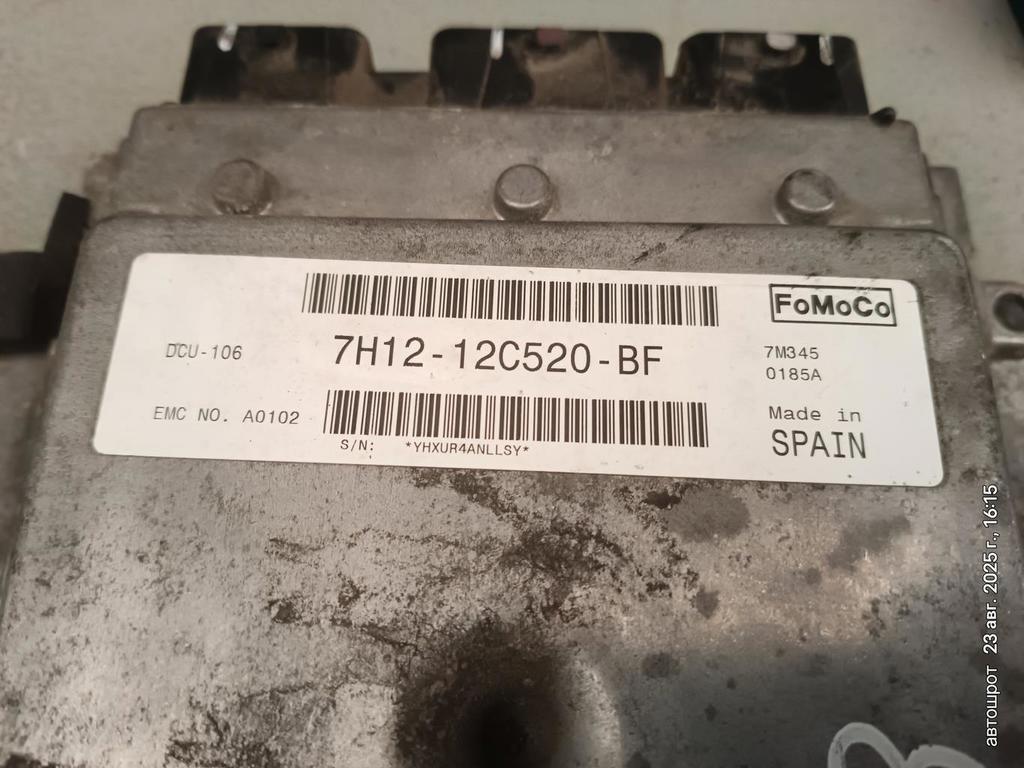 FoMoCo
DCU-106
7H12-12C520-BF
7M345
0185A
EMC NO. A0102
S/N: *YHXUR4ANLLSY*
Made in
SPAIN
автошрот 23 авг. 2025 г., 16:15